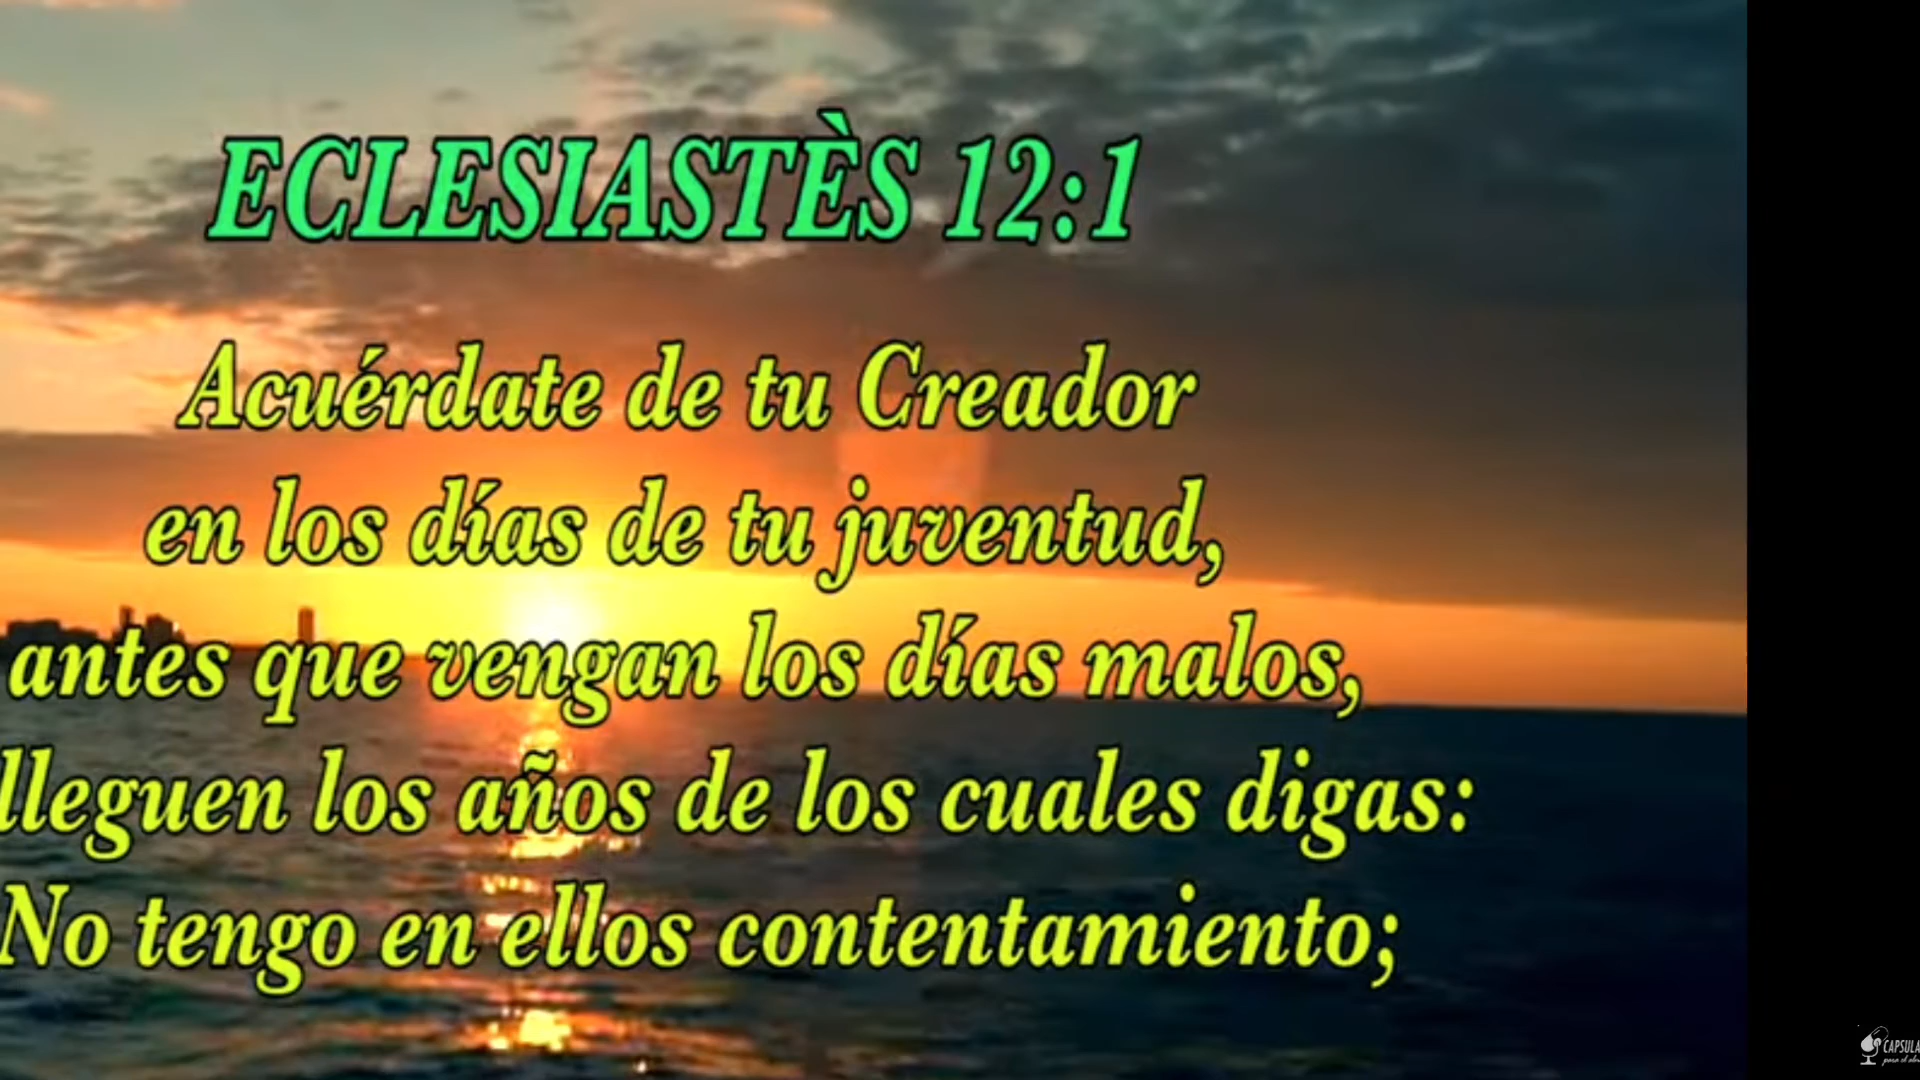 ECLESIASTÈS 12:1
Acuérdate de tu Creador
en los días de tu juventud,
antes que vengan los días malos,
lleguen los años de los cuales digas:
No tengo en ellos contentamiento;
CAPSULA